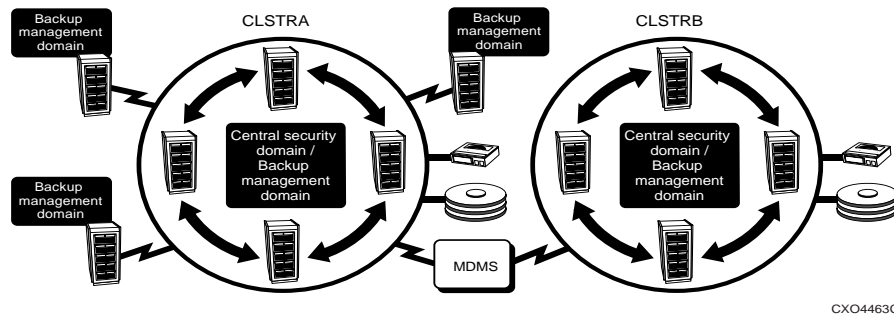 Backup
management
domain
CLSTRA
Backup
management
domain
CLSTRB
Central security
domain /
Backup
management
domain
Central security
domain /
Backup
management
domain
Backup
management
domain
MDMS